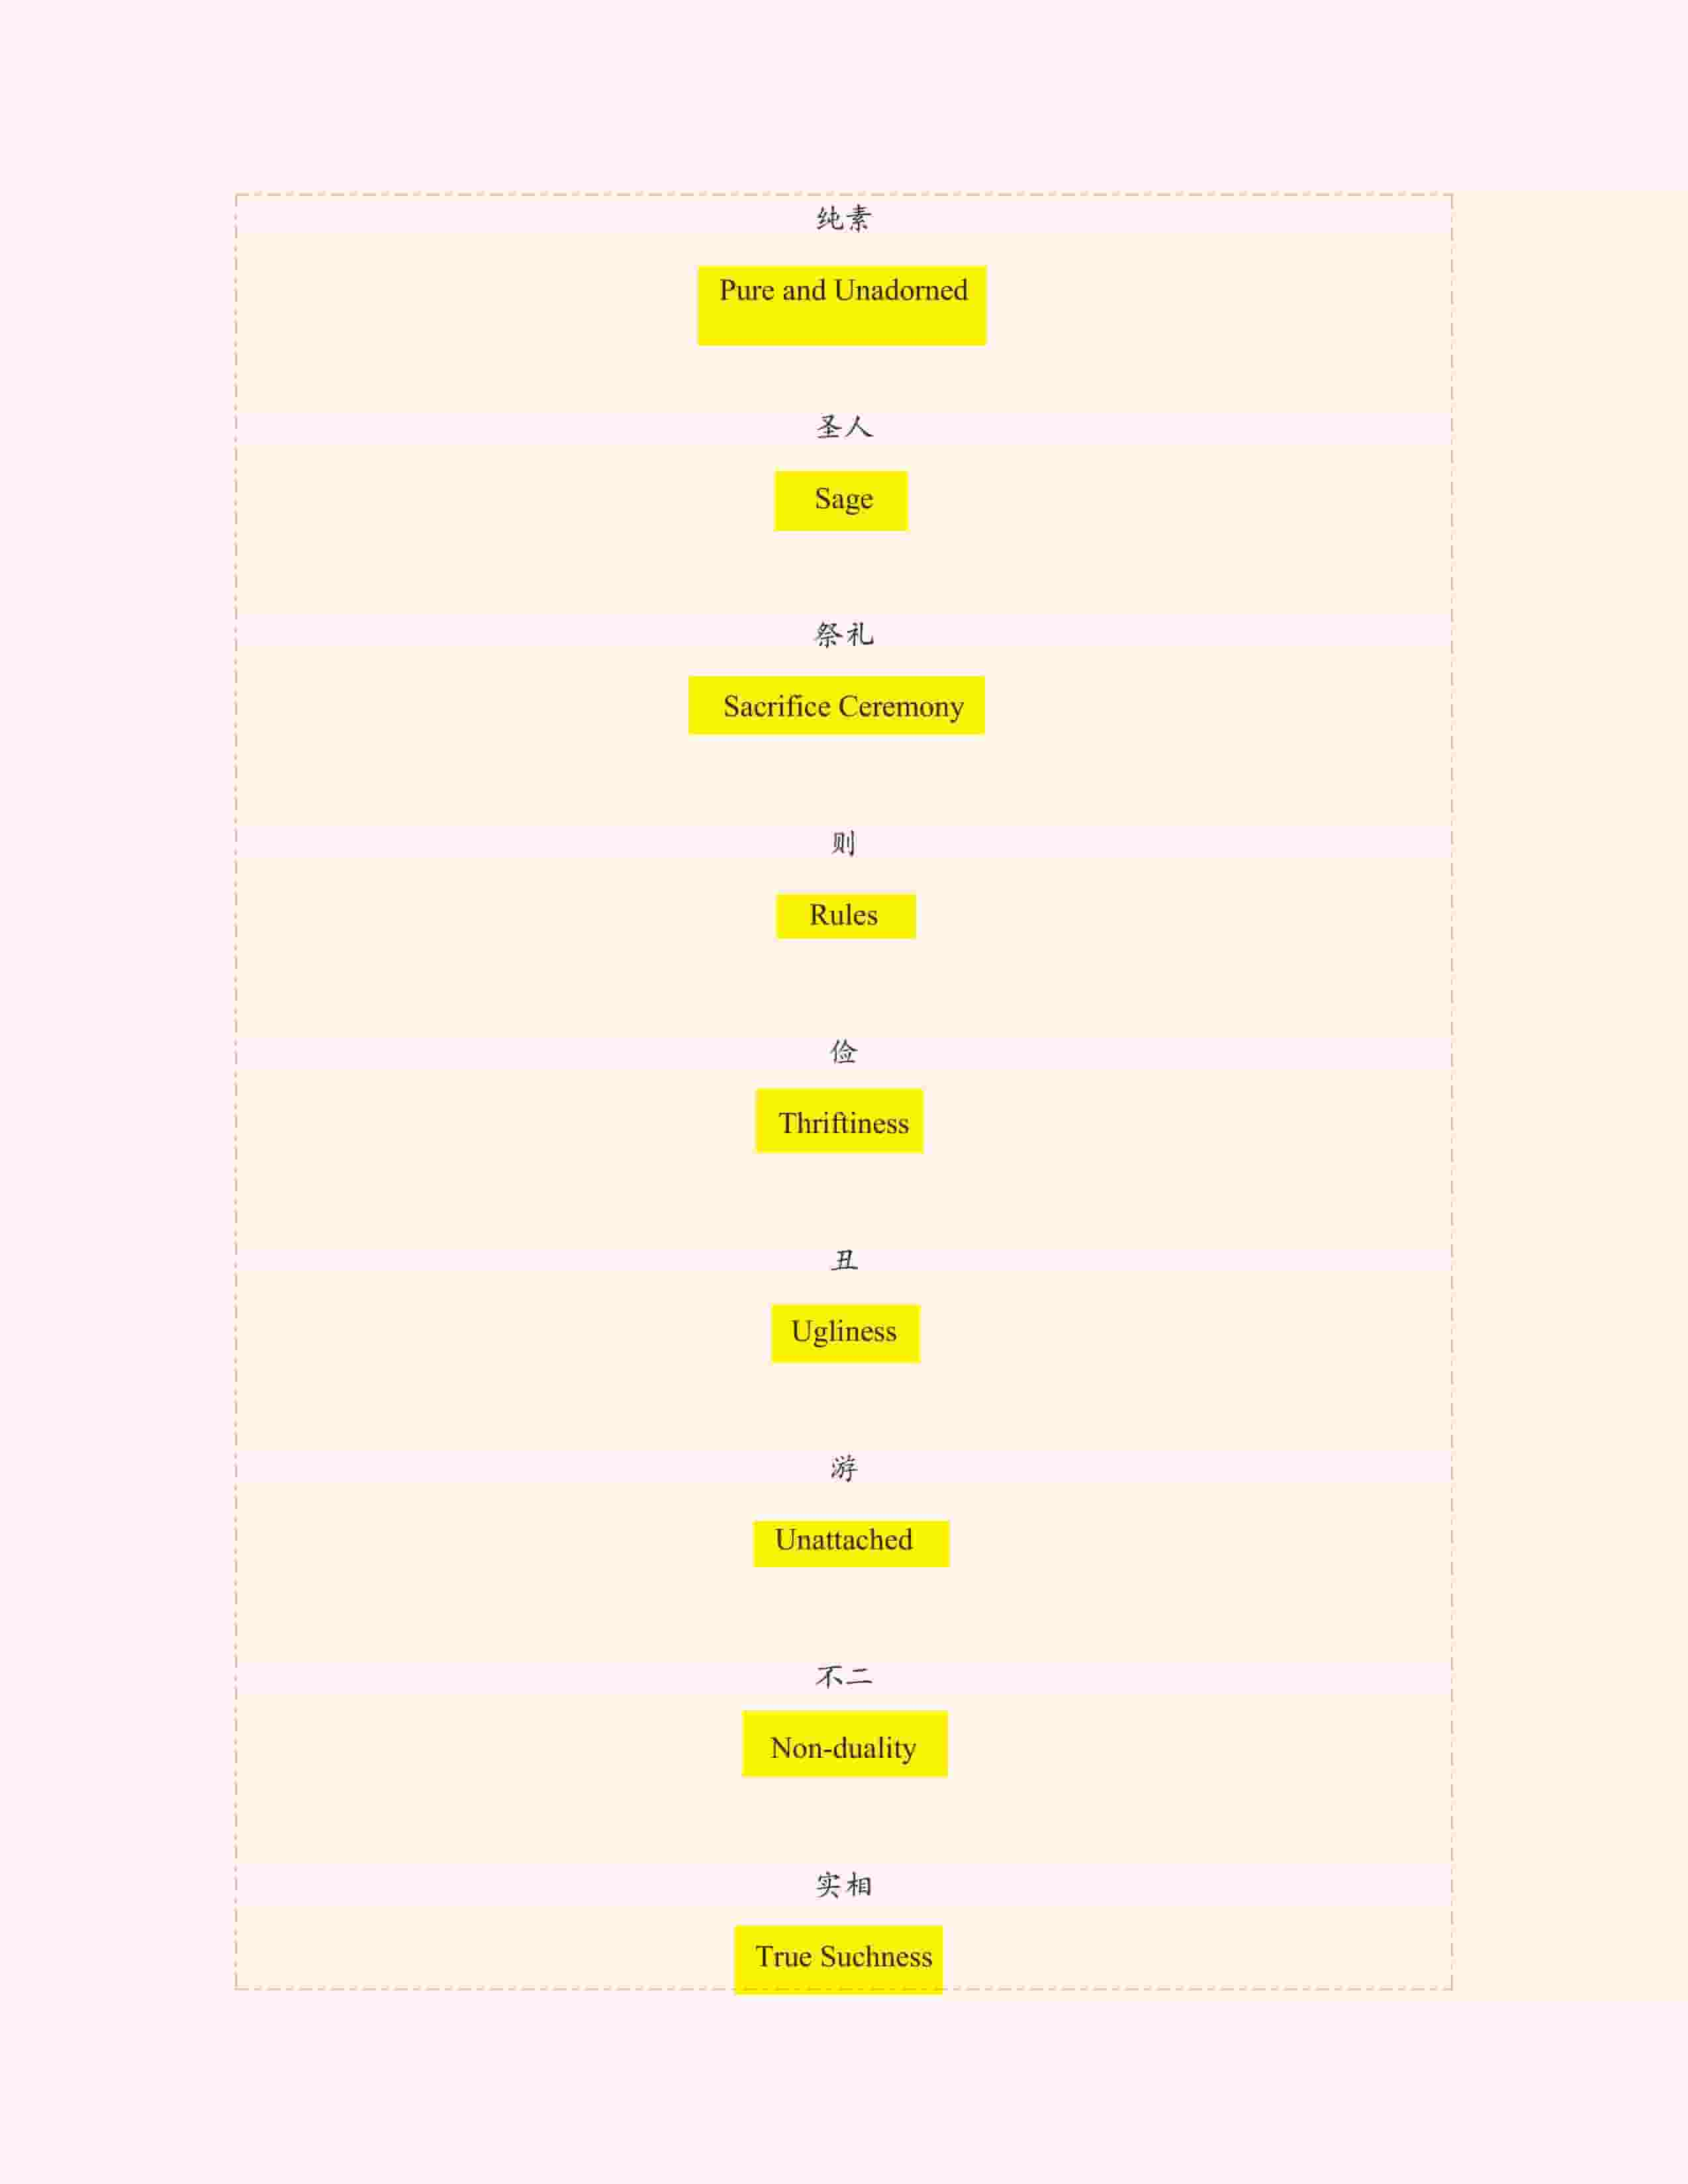 纯素
Pure and Unadorned
圣人
Sage
祭礼
Sacrifice Ceremony
则
Rules
俭
Thriftiness
丑
Ugliness
游
Unattached
不二
Non-duality
实相
True Suchness